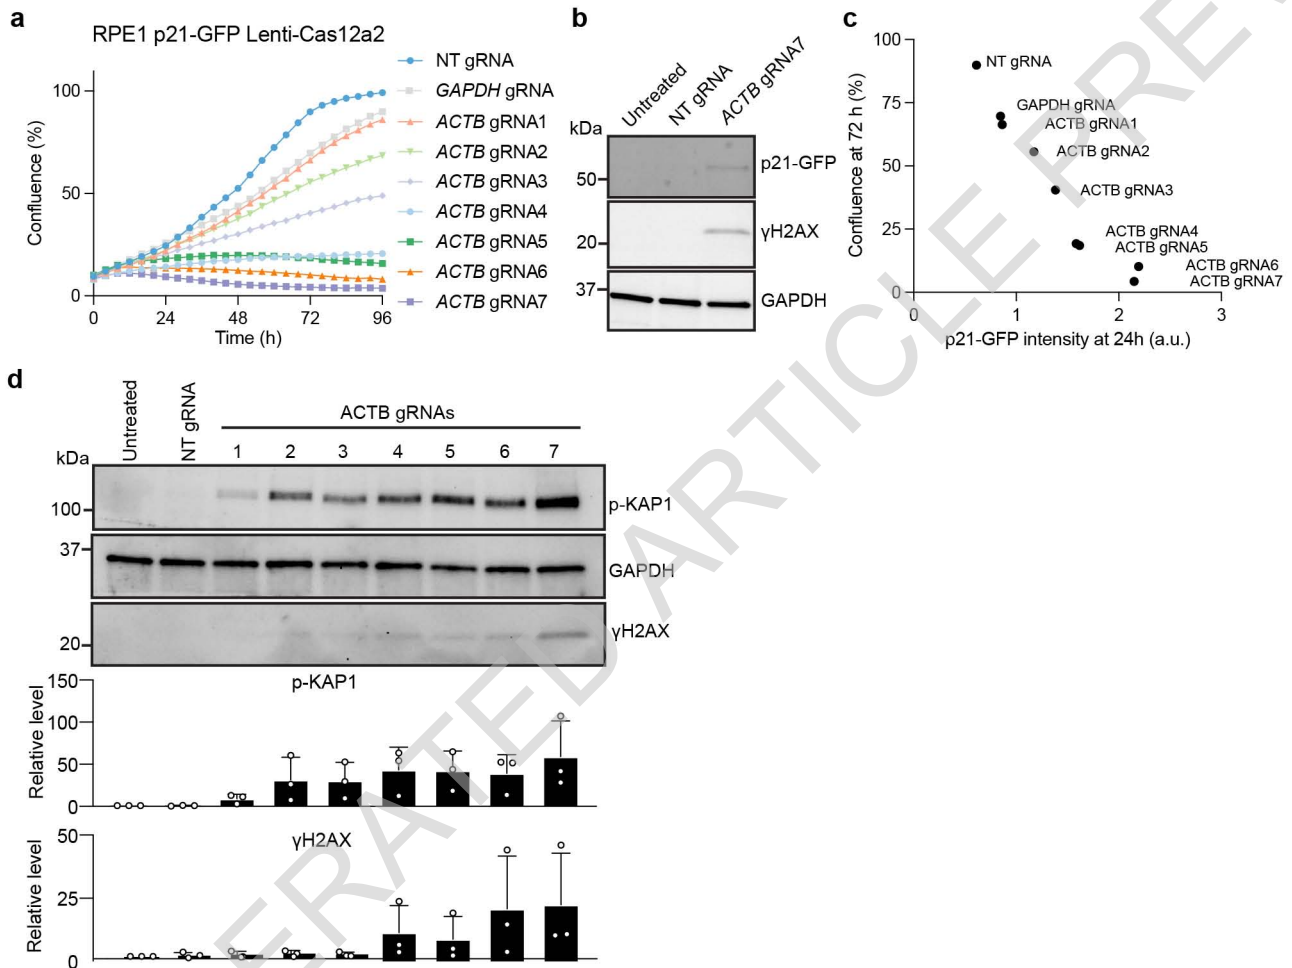 a
RPE1 p21-GFP Lenti-Cas12a2
Confluence (%)
100
50
0
0 24 48 72 96
Time (h)
NT gRNA
GAPDH gRNA
ACTB gRNA1
ACTB gRNA2
ACTB gRNA3
ACTB gRNA4
ACTB gRNA5
ACTB gRNA6
ACTB gRNA7
b
Untreated
NT gRNA
ACTB gRNA7
kDa
50
p21-GFP
20
γH2AX
37
GAPDH
c
Confluence at 72 h (%)
100
75
50
25
0
NT gRNA
GAPDH gRNA
ACTB gRNA1
ACTB gRNA2
ACTB gRNA3
ACTB gRNA4
ACTB gRNA5
ACTB gRNA6
ACTB gRNA7
0 1 2 3
p21-GFP intensity at 24h (a.u.)
d
Untreated
NT gRNA
ACTB gRNAs
1 2 3 4 5 6 7
kDa
100
p-KAP1
37
GAPDH
20
γH2AX
p-KAP1
Relative level
150
100
50
0
γH2AX
Relative level
50
25
0
ERATED ARTICLE PREV